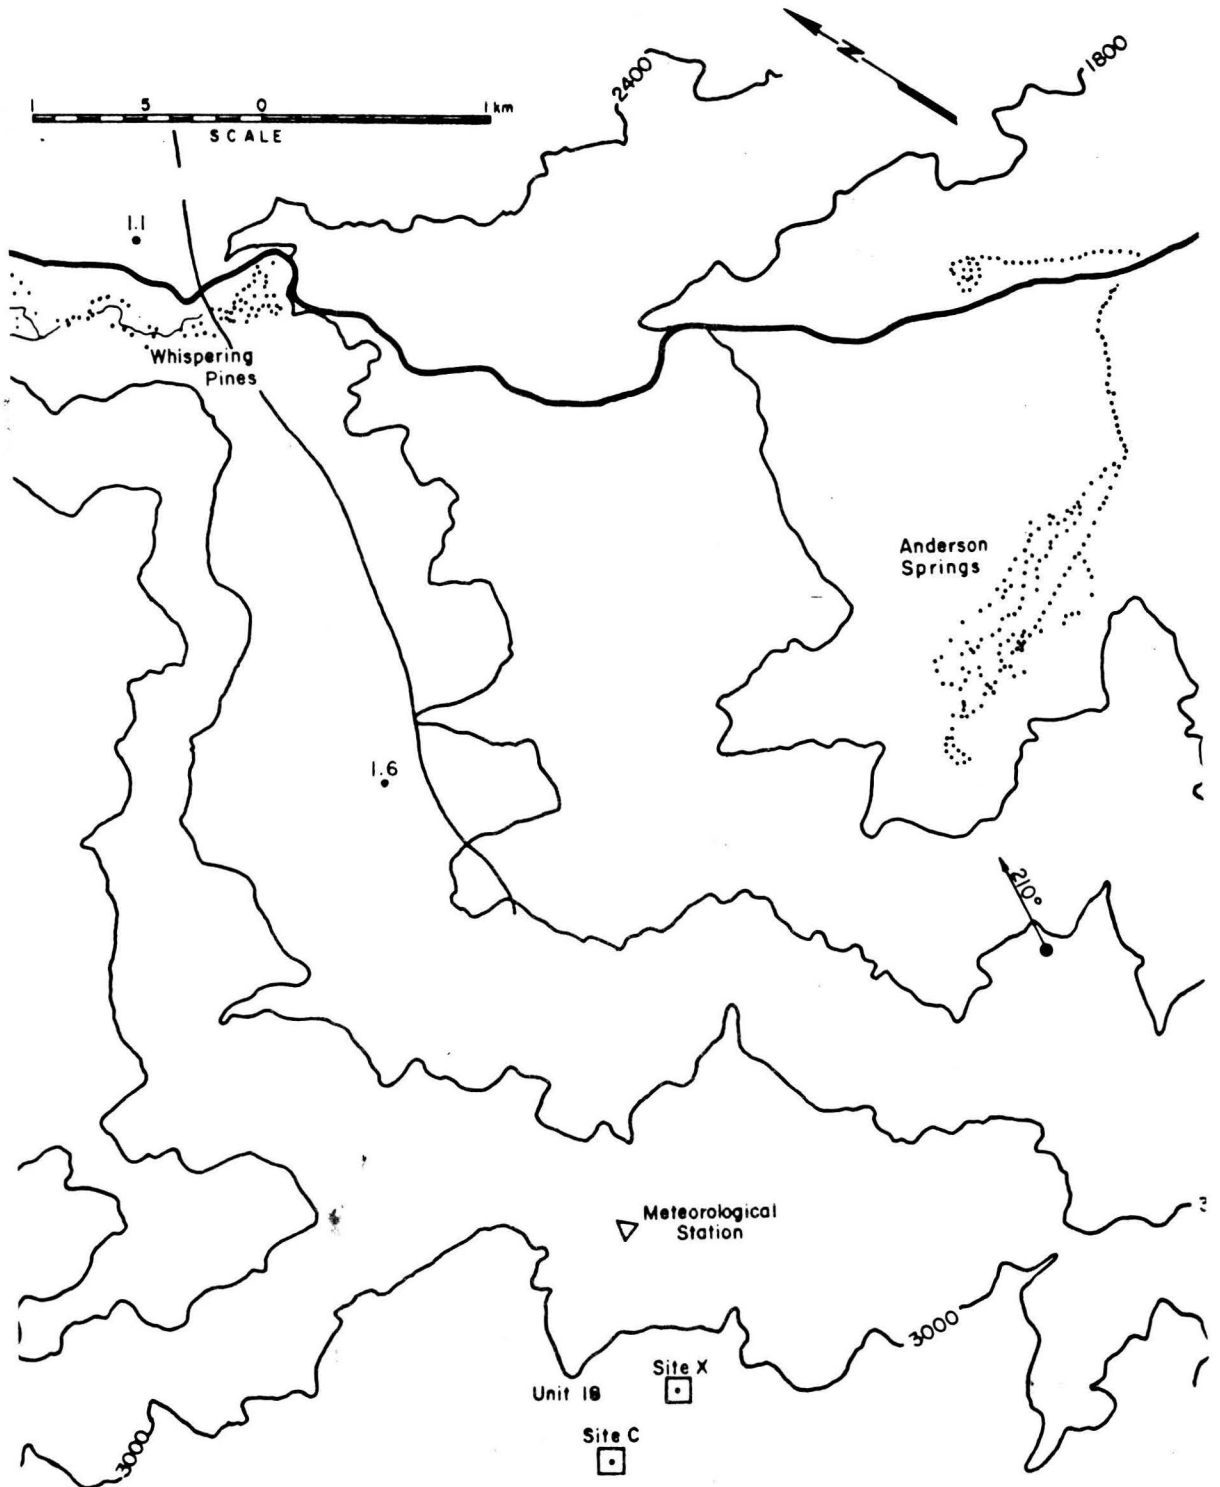 N
2400
1800
1 5 0 1 km
SCALE
1.1
Whispering
Pines
Anderson
Springs
1.6
210°
Meteorological
Station
3000
Site X
Unit 18
Site C
3000